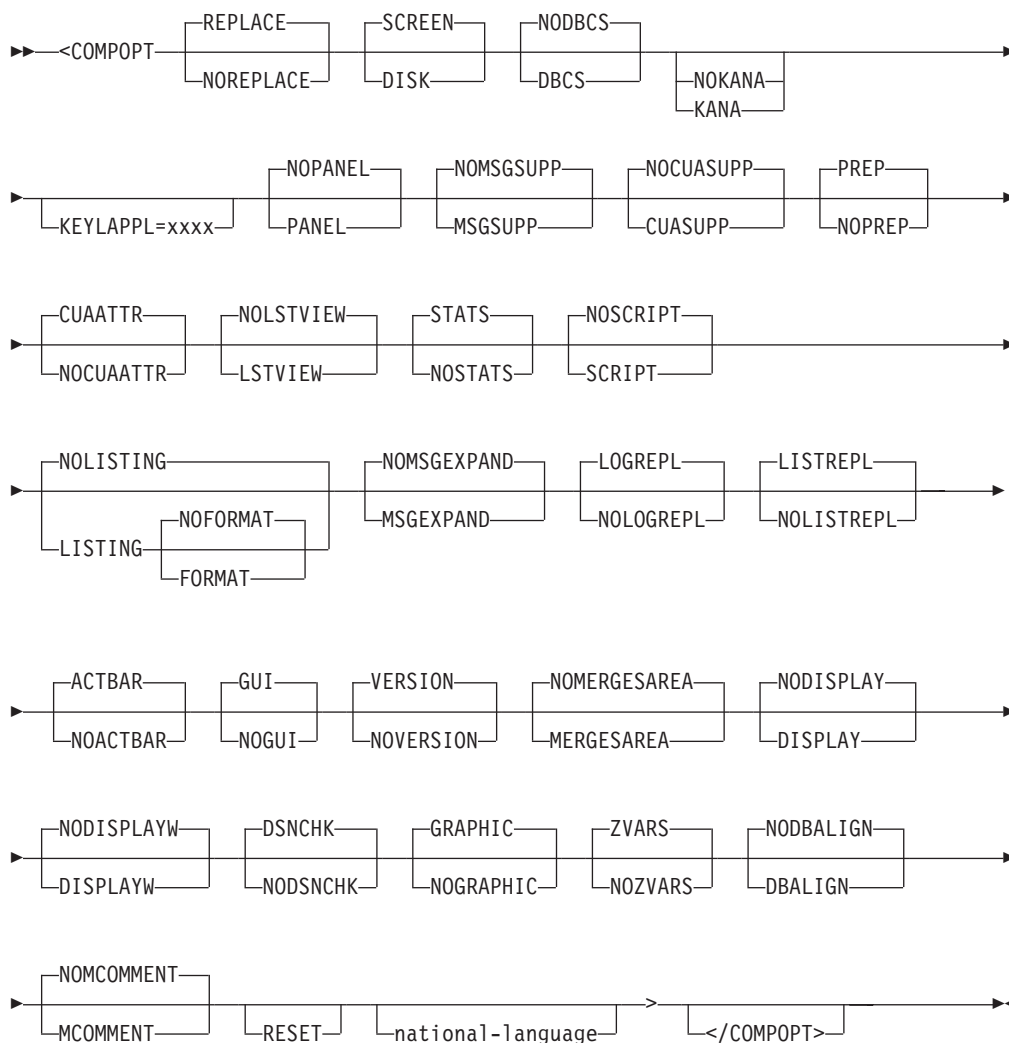 REPLACE SCREEN NODBCS
<COMPOPT
NOREPLACE DISK DBCS NOKANA
KANA
NOPANEL NOMSGSUPP NOCUASUPP PREP
KEYLAPPL=xxxx PANEL MSGSUPP CUASUPP NOPREP
CUAATTR NOLSTVIEW STATS NOSCRIPT
NOCUAATTR LSTVIEW NOSTATS SCRIPT
NOLISTING NOMSGEXPAND LOGREPL LISTREPL
NOFORMAT MSGEXPAND NOLOGREPL NOLISTREPL
LISTING
FORMAT
ACTBAR GUI VERSION NOMERGESAREA NODISPLAY
NOACTBAR NOGUI NOVERSION MERGESAREA DISPLAY
NODISPLAYW DSNCHK GRAPHIC ZVARS NODBALIGN
DISPLAYW NODSNCHK NOGRAPHIC NOZVARS DBALIGN
NOMCOMMENT
>
MCOMMENT RESET national-language </COMPOPT>